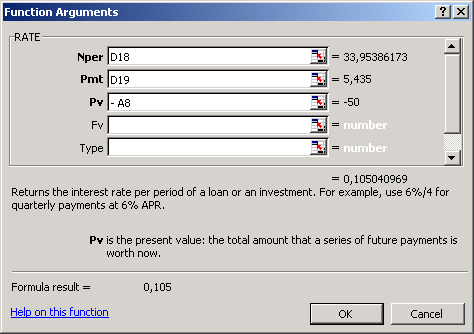 Function Arguments
RATE
Nper D18 = 33,95386173
Pmt D19 = 5,435
Pv - A8 = -50
Fv = number
Type = number
= 0,105040969
Returns the interest rate per period of a loan or an investment. For example, use 6%/4 for
quarterly payments at 6% APR.
Pv is the present value: the total amount that a series of future payments is
worth now.
Formula result = 0,105
Help on this function OK Cancel